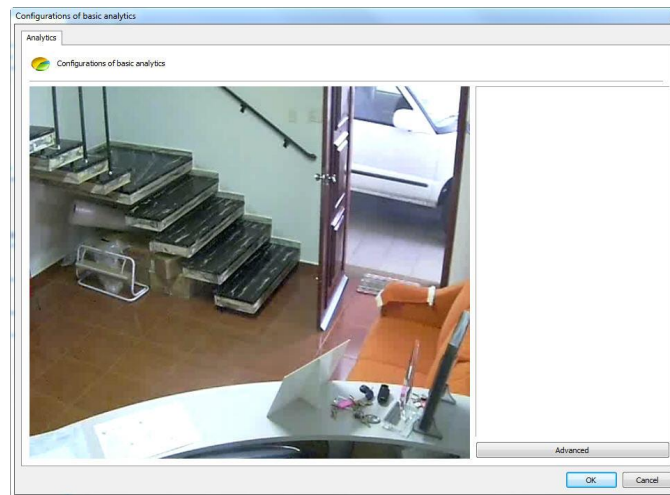 Configurations of basic analytics
Analytics
Configurations of basic analytics
Advanced
OK
Cancel